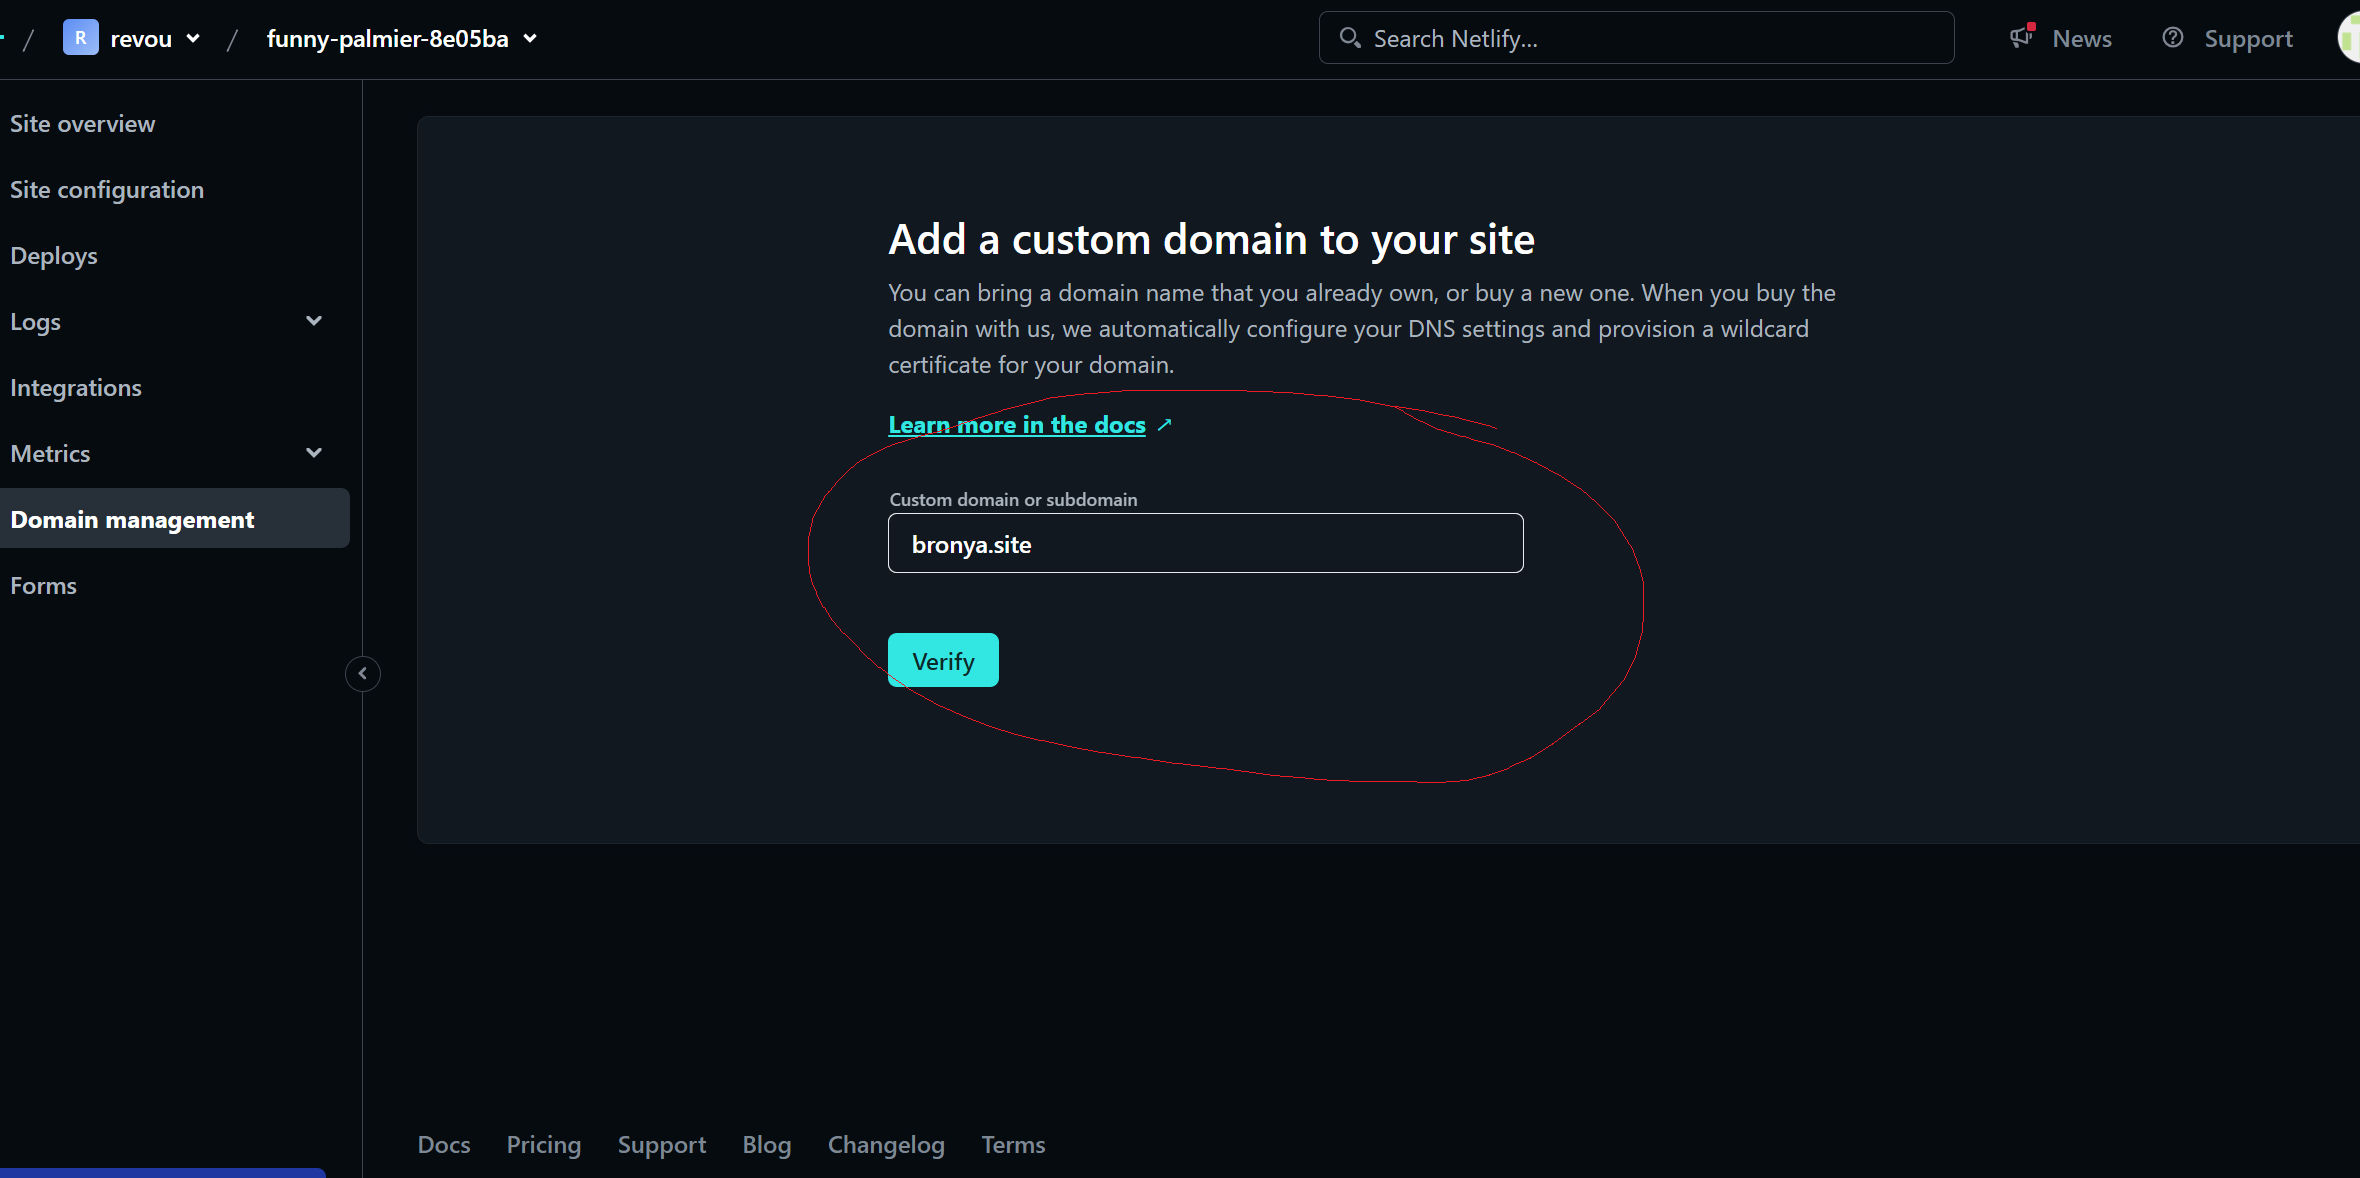 / R revou / funny-palmier-8e05ba
Search Netlify...
News
Support
Site overview
Site configuration
Deploys
Logs
Integrations
Metrics
Domain management
Forms
Add a custom domain to your site
You can bring a domain name that you already own, or buy a new one. When you buy the
domain with us, we automatically configure your DNS settings and provision a wildcard
certificate for your domain.
Learn more in the docs ↗
Custom domain or subdomain
bronya.site
Verify
Docs Pricing Support Blog Changelog Terms